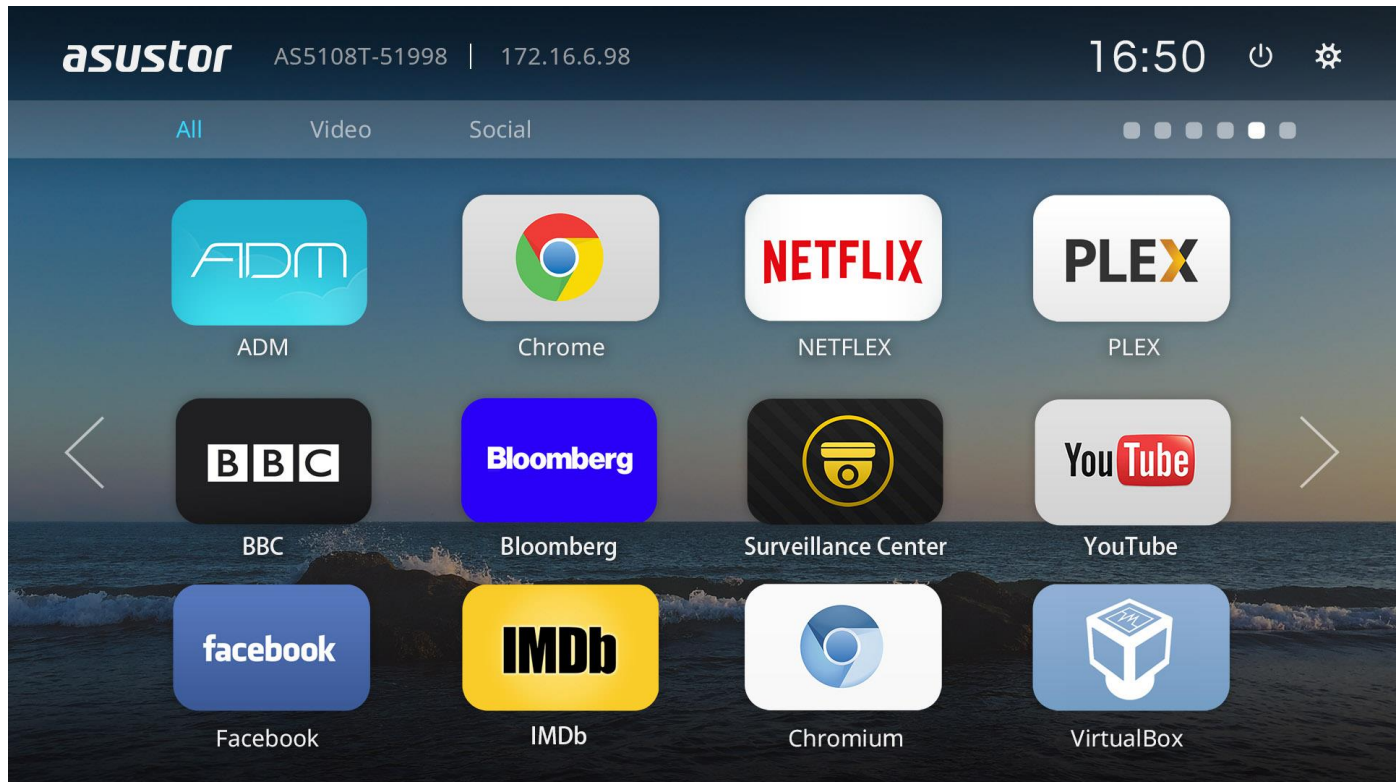 asustor AS5108T-51998 | 172.16.6.98 16:50
All Video Social
ADM NETFLIX PLEX
ADM Chrome NETFLEX PLEX
BBC Bloomberg You Tube
BBC Bloomberg Surveillance Center YouTube
facebook IMDb
Facebook IMDb Chromium VirtualBox